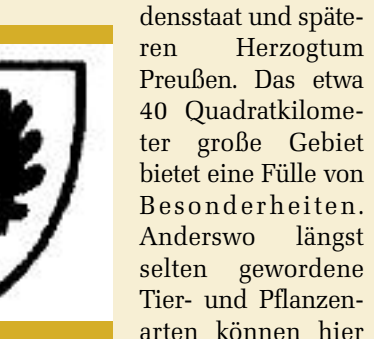 densstaat und späte-
ren Herzogtum
Preußen. Das etwa
40 Quadratkilome-
ter große Gebiet
bietet eine Fülle von
Besonderheiten.
Anderswo längst
selten gewordene
Tier- und Pflanzen-
arten können hier